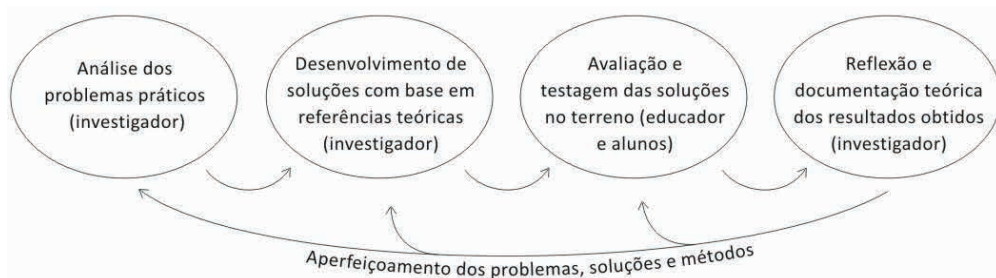 Análise dos
problemas práticos
(investigador)
Desenvolvimento de
soluções com base em
referências teóricas
(investigador)
Avaliação e
testagem das soluções
no terreno (educador
e alunos)
Reflexão e
documentação teórica
dos resultados obtidos
(investigador)
Aperfeiçoamento dos problemas, soluções e métodos